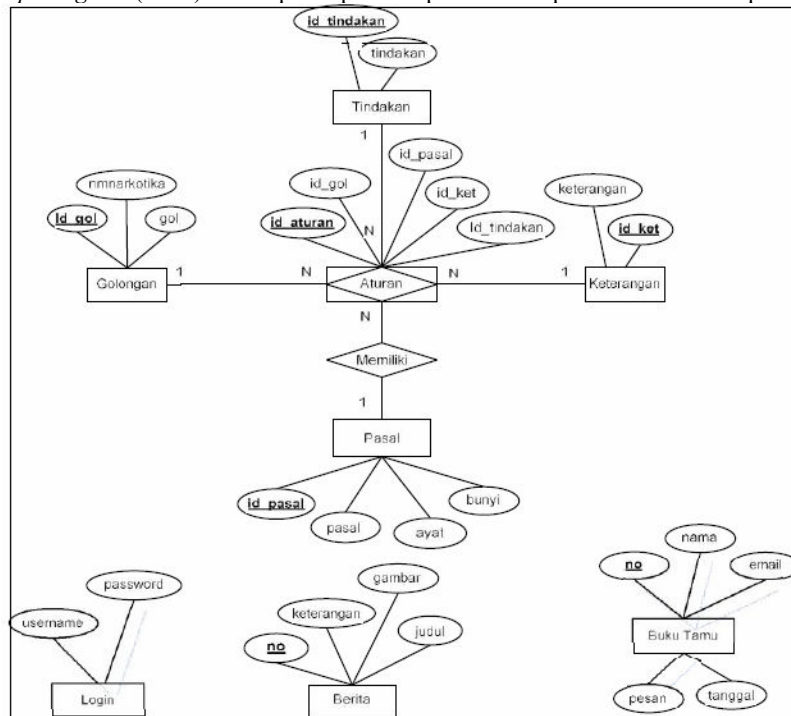 id_tindakan
tindakan
Tindakan
1
id_pasal
id_gol
id_ket
nmnarkotika
keterangan
id_gol
gol
id_aturan
N
Id_tindakan
id_ket
Golongan
1
N
Aturan
N
1
Keterangan
N
Memiliki
1
Pasal
id_pasal
pasal
ayat
bunyi
nama
no
email
gambar
password
keterangan
username
judul
no
Buku Tamu
Login
Berita
pesan
tanggal